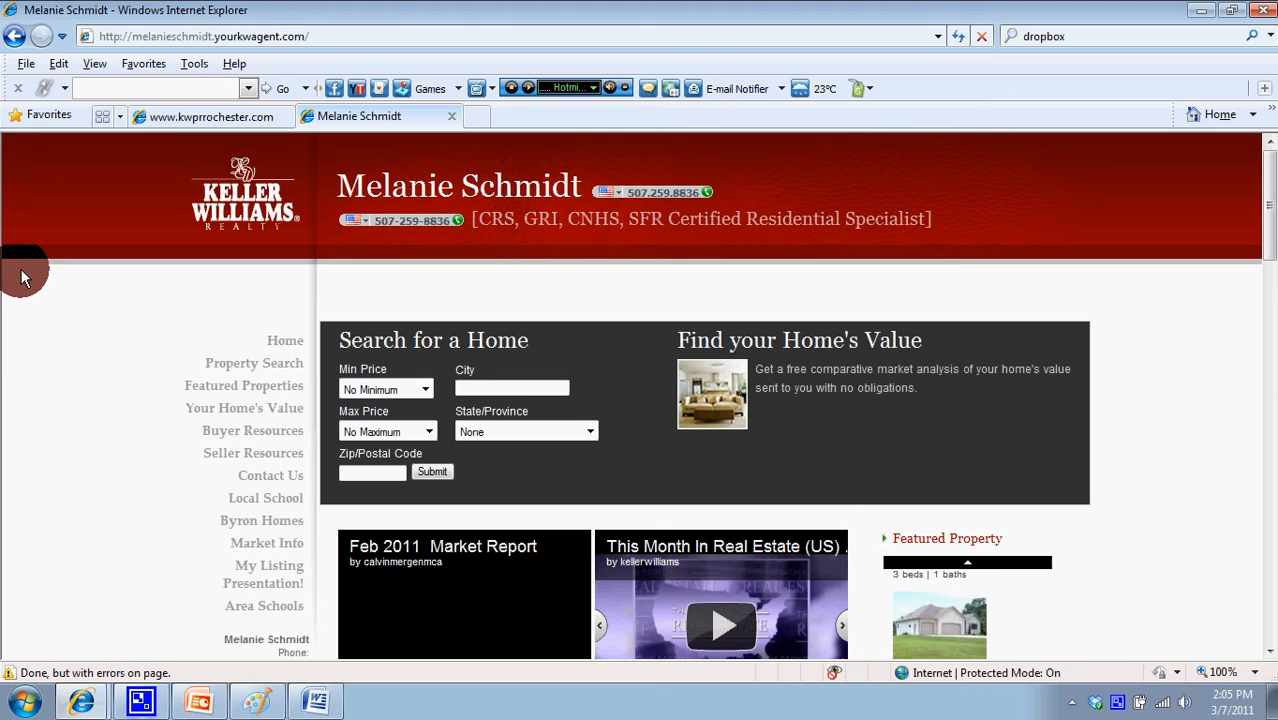 Melanie Schmidt - Windows Internet Explorer
http://melanieschmidt.yourkwagent.com/
dropbox
File Edit View Favorites Tools Help
Go Games Hotmi... E-mail Notifier 23°C
Favorites www.kwprrochester.com Melanie Schmidt Home
KELLER
WILLIAMS®
REALTY
Melanie Schmidt 507.259.8836
507-259-8836 [CRS, GRI, CNHS, SFR Certified Residential Specialist]
Home
Property Search
Featured Properties
Your Home's Value
Buyer Resources
Seller Resources
Contact Us
Local School
Byron Homes
Market Info
My Listing
Presentation!
Area Schools
Melanie Schmidt
Phone:
Search for a Home
Min Price City
No Minimum
Max Price State/Province
No Maximum None
Zip/Postal Code
Submit
Find your Home's Value
Get a free comparative market analysis of your home's value
sent to you with no obligations.
Feb 2011 Market Report
by calvinmergenmca
This Month In Real Estate (US) .
by kellerwilliams
Featured Property
3 beds | 1 baths
Done, but with errors on page.
Internet | Protected Mode: On
100%
2:05 PM
3/7/2011